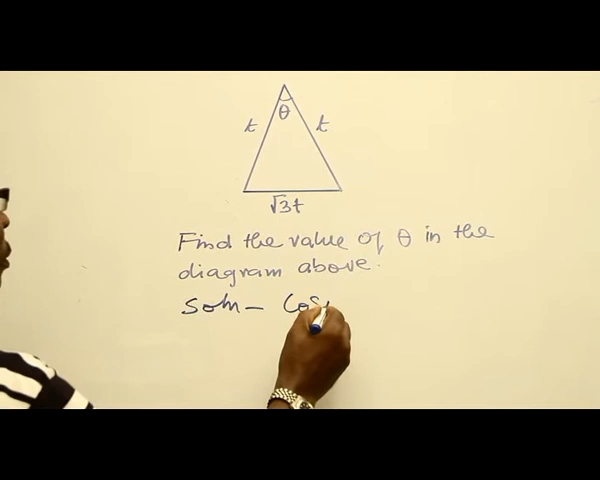 θ
t t
√3t
Find the value of θ in the
diagram above.
Soln – Cos